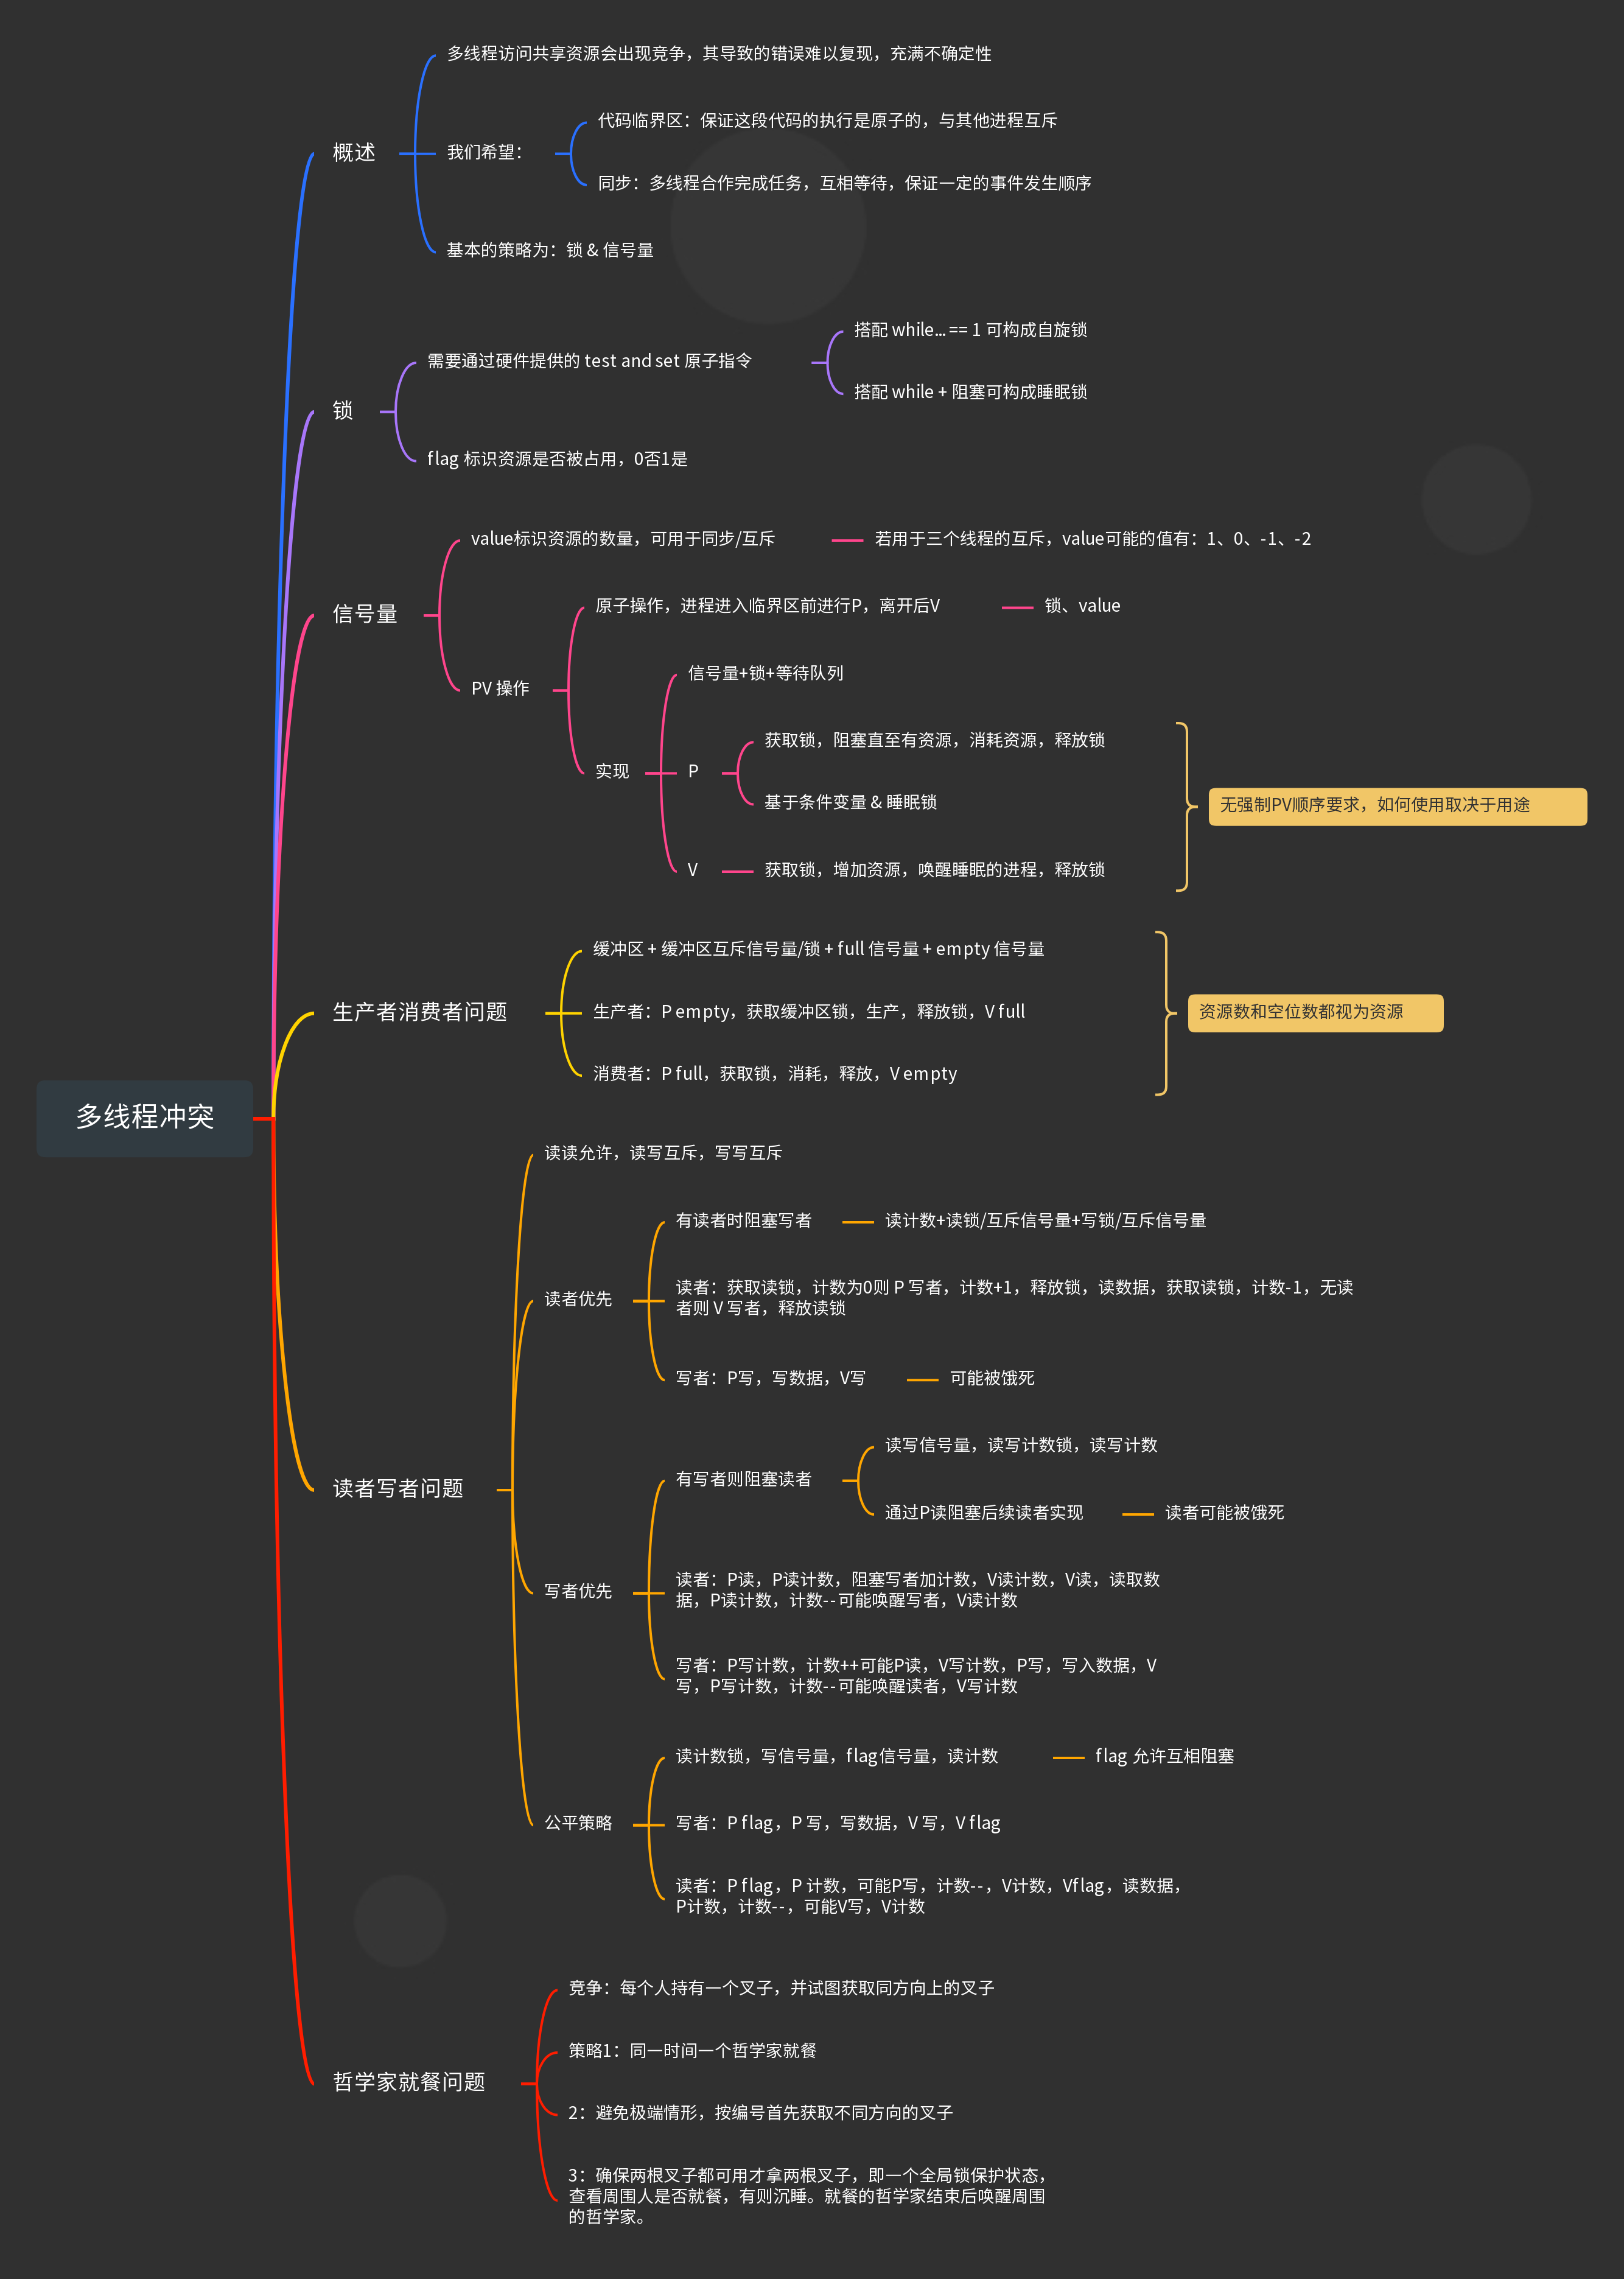 多线程冲突
概述
多线程访问共享资源会出现竞争，其导致的错误难以复现，充满不确定性
我们希望：
代码临界区：保证这段代码的执行是原子的，与其他进程互斥
同步：多线程合作完成任务，互相等待，保证一定的事件发生顺序
基本的策略为：锁 & 信号量
锁
需要通过硬件提供的 test and set 原子指令
搭配 while... == 1 可构成自旋锁
搭配 while + 阻塞可构成睡眠锁
flag 标识资源是否被占用，0否1是
信号量
value标识资源的数量，可用于同步/互斥
若用于三个线程的互斥，value可能的值有：1、0、-1、-2
PV 操作
原子操作，进程进入临界区前进行P，离开后V
锁、value
实现
信号量+锁+等待队列
P
获取锁，阻塞直至有资源，消耗资源，释放锁
基于条件变量 & 睡眠锁
V
获取锁，增加资源，唤醒睡眠的进程，释放锁
无强制PV顺序要求，如何使用取决于用途
生产者消费者问题
缓冲区 + 缓冲区互斥信号量/锁 + full 信号量 + empty 信号量
生产者：P empty，获取缓冲区锁，生产，释放锁，V full
消费者：P full，获取锁，消耗，释放，V empty
资源数和空位数都视为资源
读者写者问题
读读允许，读写互斥，写写互斥
读者优先
有读者时阻塞写者
读计数+读锁/互斥信号量+写锁/互斥信号量
读者：获取读锁，计数为0则 P 写者，计数+1，释放锁，读数据，获取读锁，计数-1，无读
者则 V 写者，释放读锁
写者：P写，写数据，V写
可能被饿死
写者优先
有写者则阻塞读者
读写信号量，读写计数锁，读写计数
通过P读阻塞后续读者实现
读者可能被饿死
读者：P读，P读计数，阻塞写者加计数，V读计数，V读，读取数
据，P读计数，计数--可能唤醒写者，V读计数
写者：P写计数，计数++可能P读，V写计数，P写，写入数据，V
写，P写计数，计数--可能唤醒读者，V写计数
公平策略
读计数锁，写信号量，flag信号量，读计数
flag 允许互相阻塞
写者：P flag，P 写，写数据，V 写，V flag
读者：P flag，P 计数，可能P写，计数--，V计数，Vflag，读数据，
P计数，计数--，可能V写，V计数
哲学家就餐问题
竞争：每个人持有一个叉子，并试图获取同方向上的叉子
策略1：同一时间一个哲学家就餐
2：避免极端情形，按编号首先获取不同方向的叉子
3：确保两根叉子都可用才拿两根叉子，即一个全局锁保护状态，
查看周围人是否就餐，有则沉睡。就餐的哲学家结束后唤醒周围
的哲学家。